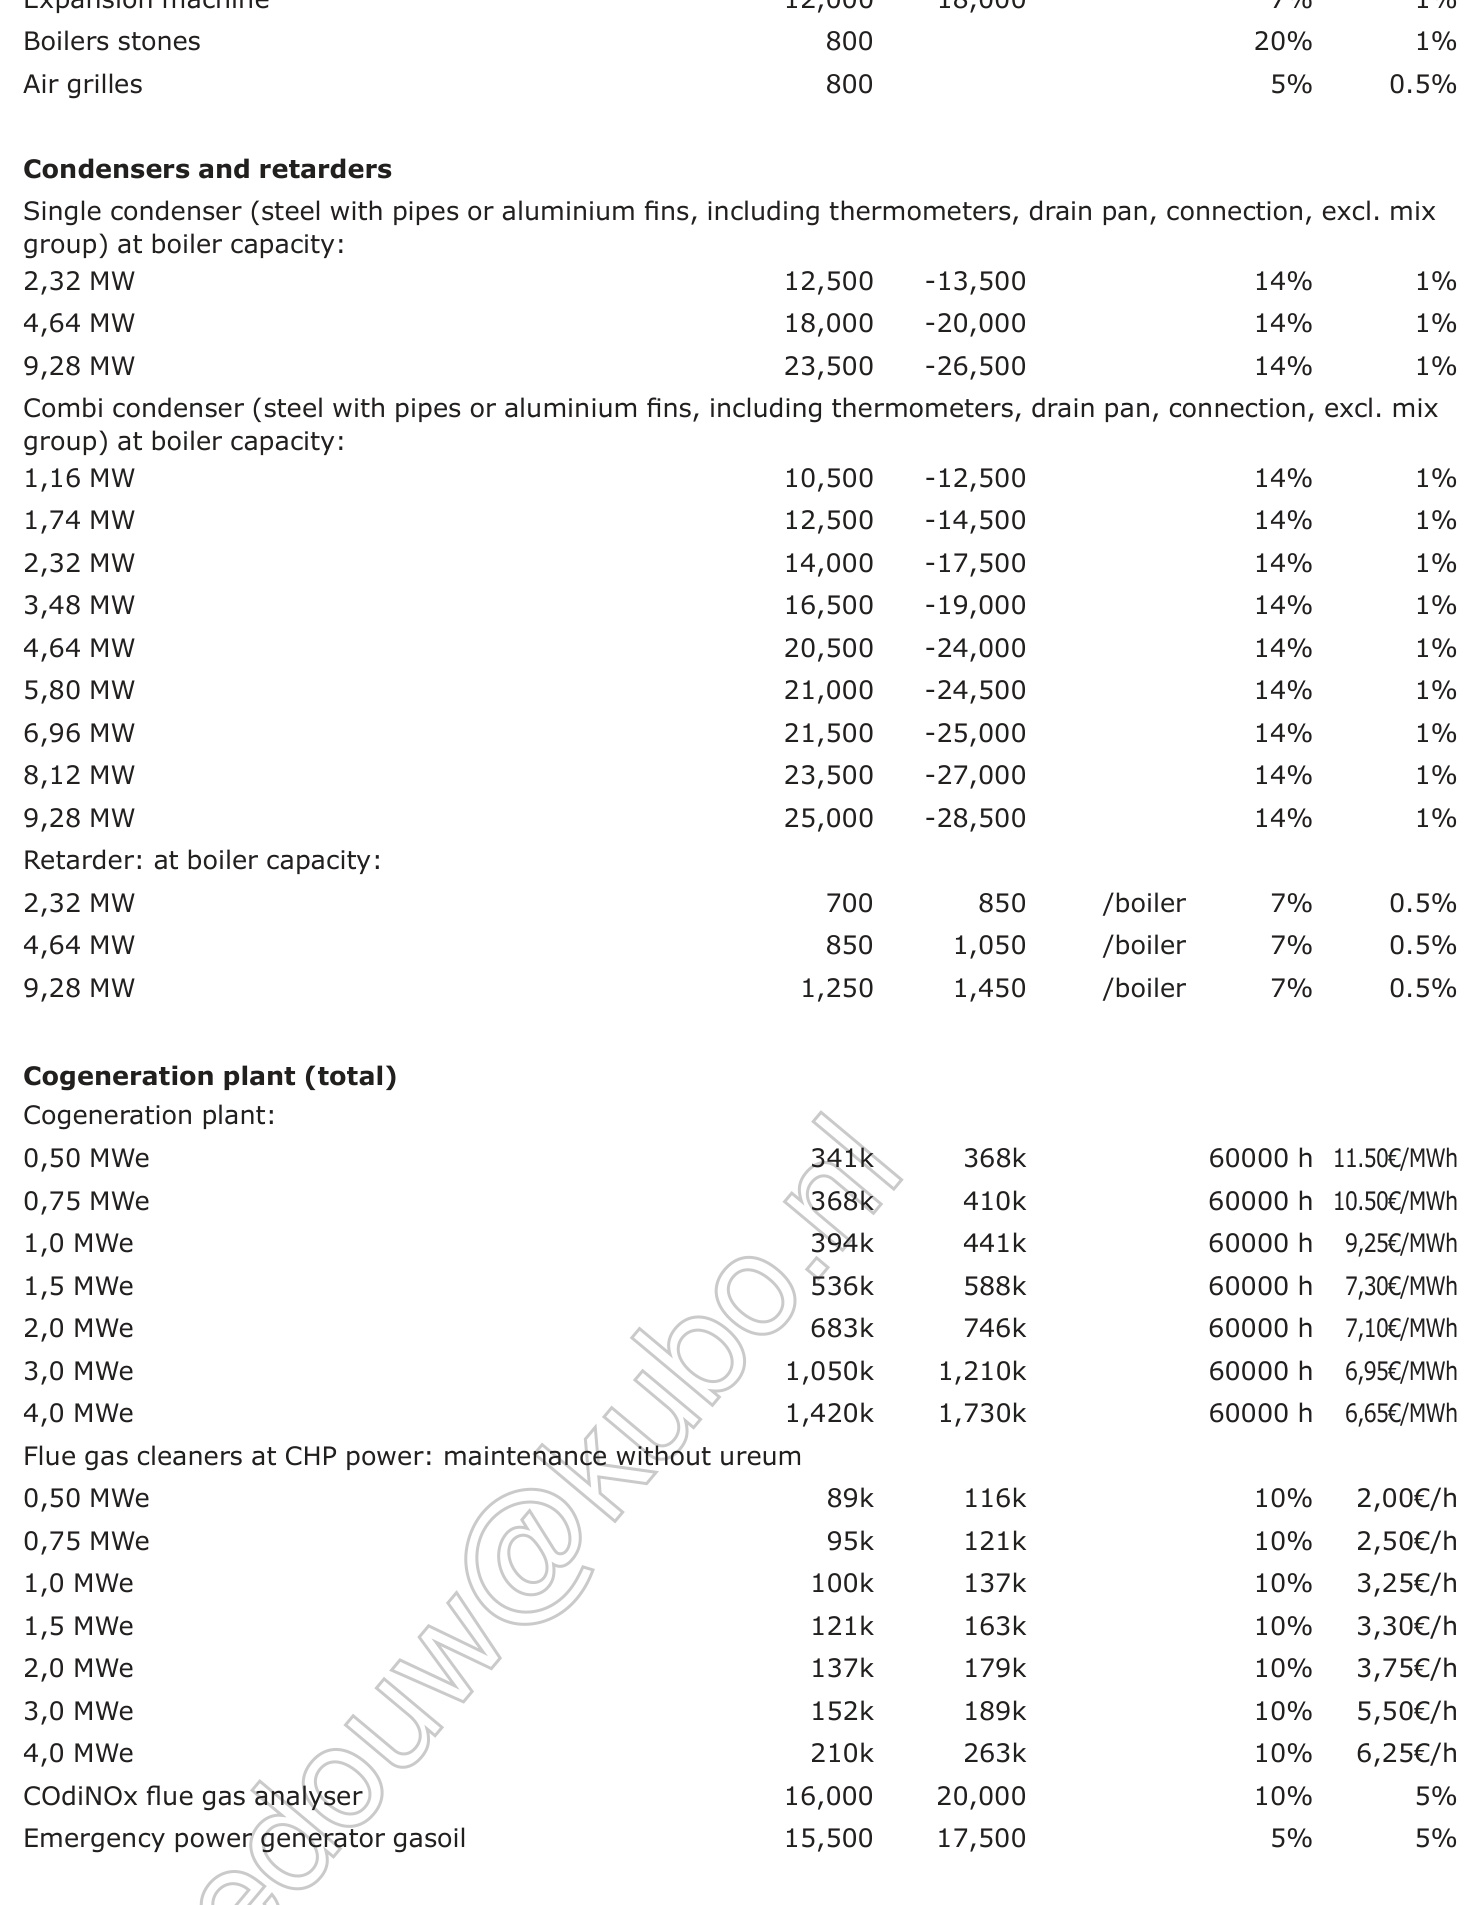 Expansion machine 12,000 18,000 7% 1%
Boilers stones 800 20% 1%
Air grilles 800 5% 0.5%
Condensers and retarders
Single condenser (steel with pipes or aluminium fins, including thermometers, drain pan, connection, excl. mix
group) at boiler capacity:
2,32 MW 12,500 -13,500 14% 1%
4,64 MW 18,000 -20,000 14% 1%
9,28 MW 23,500 -26,500 14% 1%
Combi condenser (steel with pipes or aluminium fins, including thermometers, drain pan, connection, excl. mix
group) at boiler capacity:
1,16 MW 10,500 -12,500 14% 1%
1,74 MW 12,500 -14,500 14% 1%
2,32 MW 14,000 -17,500 14% 1%
3,48 MW 16,500 -19,000 14% 1%
4,64 MW 20,500 -24,000 14% 1%
5,80 MW 21,000 -24,500 14% 1%
6,96 MW 21,500 -25,000 14% 1%
8,12 MW 23,500 -27,000 14% 1%
9,28 MW 25,000 -28,500 14% 1%
Retarder: at boiler capacity:
2,32 MW 700 850 /boiler 7% 0.5%
4,64 MW 850 1,050 /boiler 7% 0.5%
9,28 MW 1,250 1,450 /boiler 7% 0.5%
Cogeneration plant (total)
Cogeneration plant:
0,50 MWe 341k 368k 60000 h 11.50€/MWh
0,75 MWe 368k 410k 60000 h 10.50€/MWh
1,0 MWe 394k 441k 60000 h 9,25€/MWh
1,5 MWe 536k 588k 60000 h 7,30€/MWh
2,0 MWe 683k 746k 60000 h 7,10€/MWh
3,0 MWe 1,050k 1,210k 60000 h 6,95€/MWh
4,0 MWe 1,420k 1,730k 60000 h 6,65€/MWh
Flue gas cleaners at CHP power: maintenance without ureum
0,50 MWe 89k 116k 10% 2,00€/h
0,75 MWe 95k 121k 10% 2,50€/h
1,0 MWe 100k 137k 10% 3,25€/h
1,5 MWe 121k 163k 10% 3,30€/h
2,0 MWe 137k 179k 10% 3,75€/h
3,0 MWe 152k 189k 10% 5,50€/h
4,0 MWe 210k 263k 10% 6,25€/h
COdiNOx flue gas analyser 16,000 20,000 10% 5%
Emergency power generator gasoil 15,500 17,500 5% 5%
edouw@kubo.nl